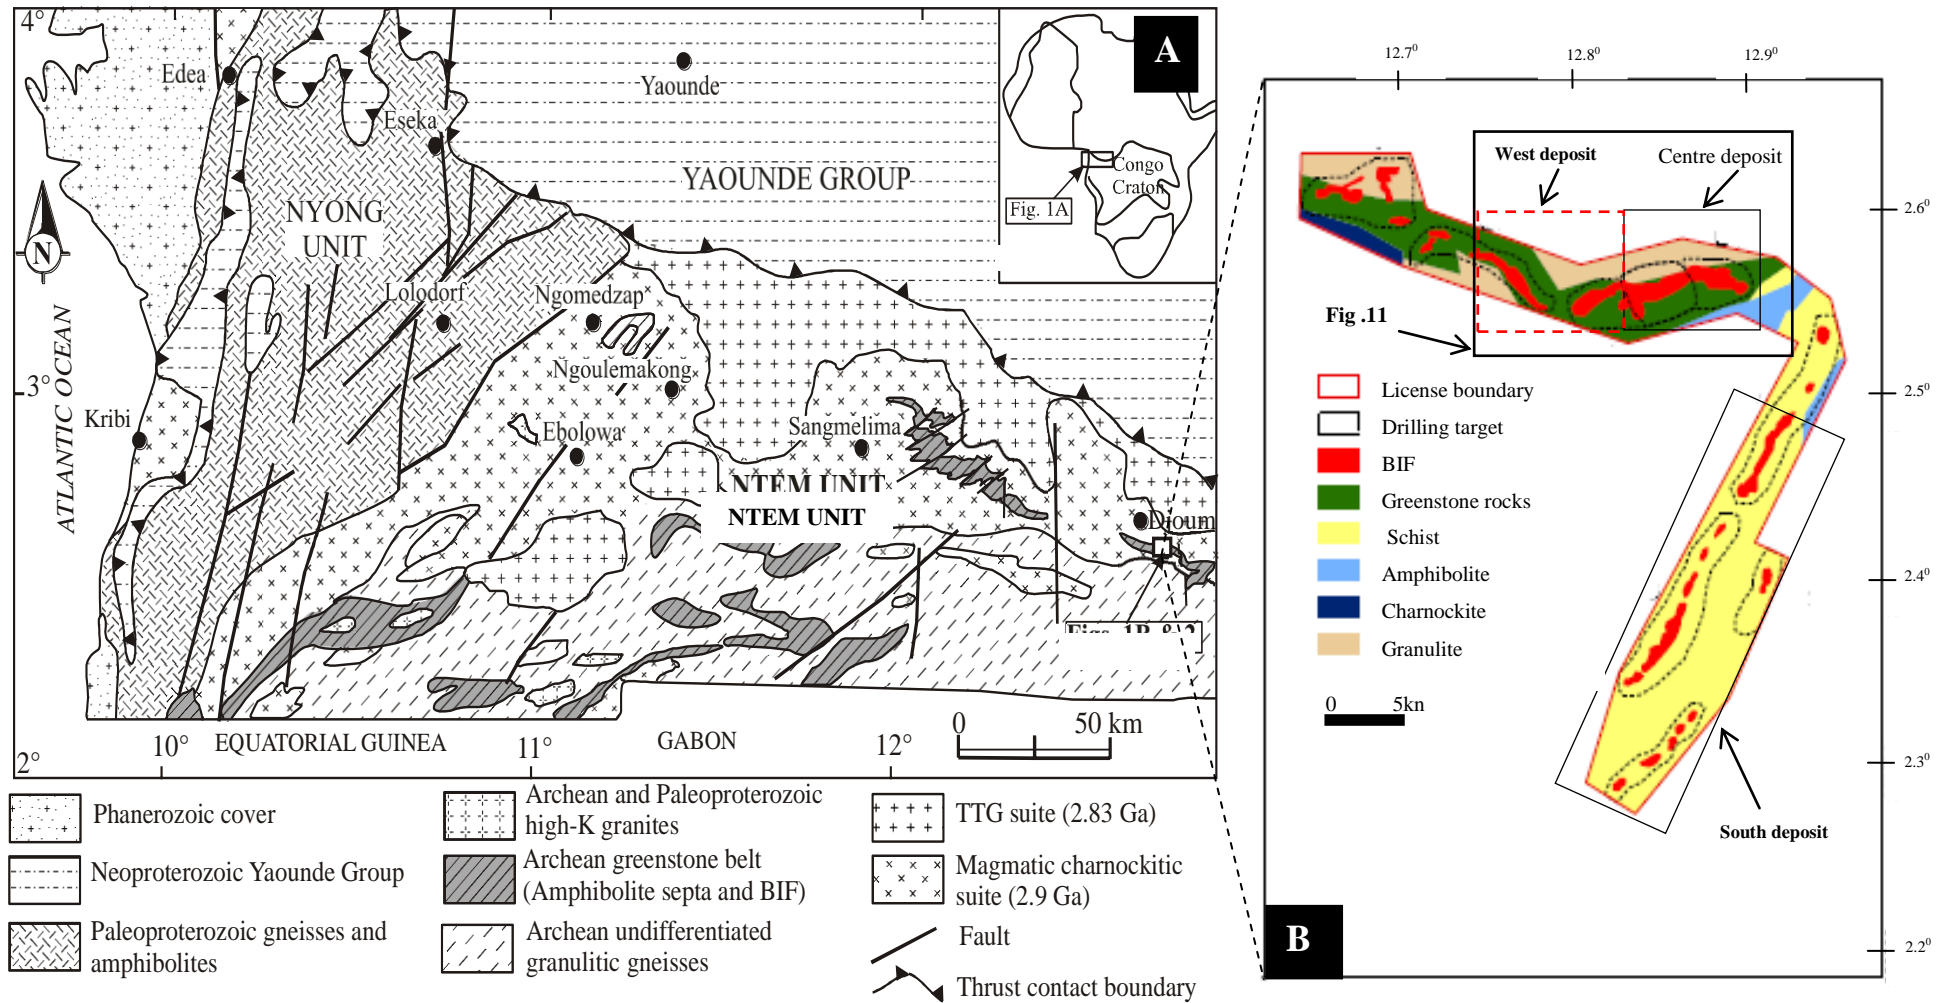 4°
Edea
Yaounde
Eseka
A
YAOUNDE GROUP
Congo
Craton
Fig. 1A
NYONG
UNIT
N
Lolodorf
Ngomedzap
Ngoulemakong
ATLANTIC OCEAN
3°
Kribi
Ebolowa
Sangmelima
NTEM UNIT
NTEM UNIT
Djoum
0
50 km
10°
EQUATORIAL GUINEA
11°
GABON
12°
2°
Phanerozoic cover
Neoproterozoic Yaounde Group
Paleoproterozoic gneisses and
amphibolites
Archean and Paleoproterozoic
high-K granites
Archean greenstone belt
(Amphibolite septa and BIF)
Archean undifferentiated
granulitic gneisses
TTG suite (2.83 Ga)
Magmatic charnockitic
suite (2.9 Ga)
Fault
Thrust contact boundary
12.7⁰
12.8⁰
12.9⁰
West deposit
Centre deposit
2.6⁰
Fig .11
License boundary
Drilling target
BIF
Greenstone rocks
Schist
Amphibolite
Charnockite
Granulite
0
5kn
2.5⁰
2.4⁰
2.3⁰
2.2⁰
South deposit
B